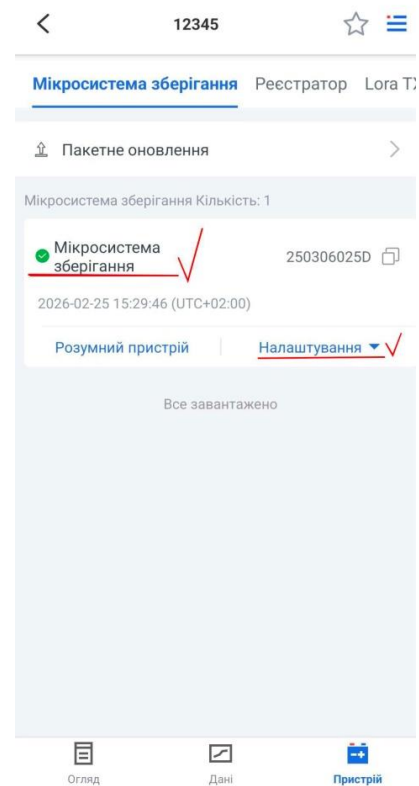 12345
Мікросистема зберігання Реєстратор Lora TX
Пакетне оновлення
Мікросистема зберігання Кількість: 1
Мікросистема
зберігання
250306025D
2026-02-25 15:29:46 (UTC+02:00)
Розумний пристрій Налаштування
Все завантажено
Огляд Дані Пристрій